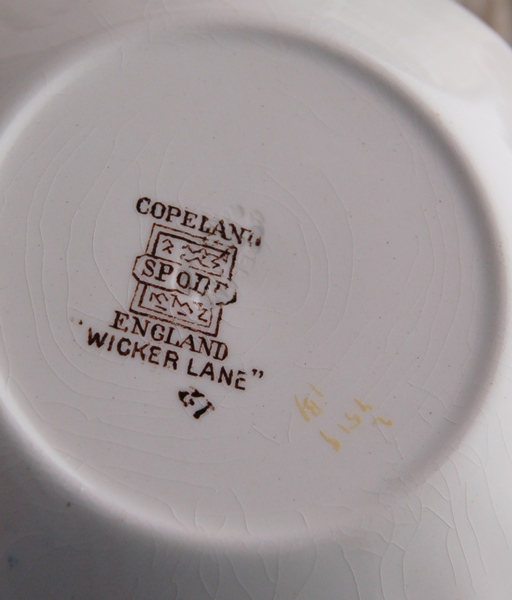 COPELAND
SPODE
ENGLAND
"WICKER LANE"